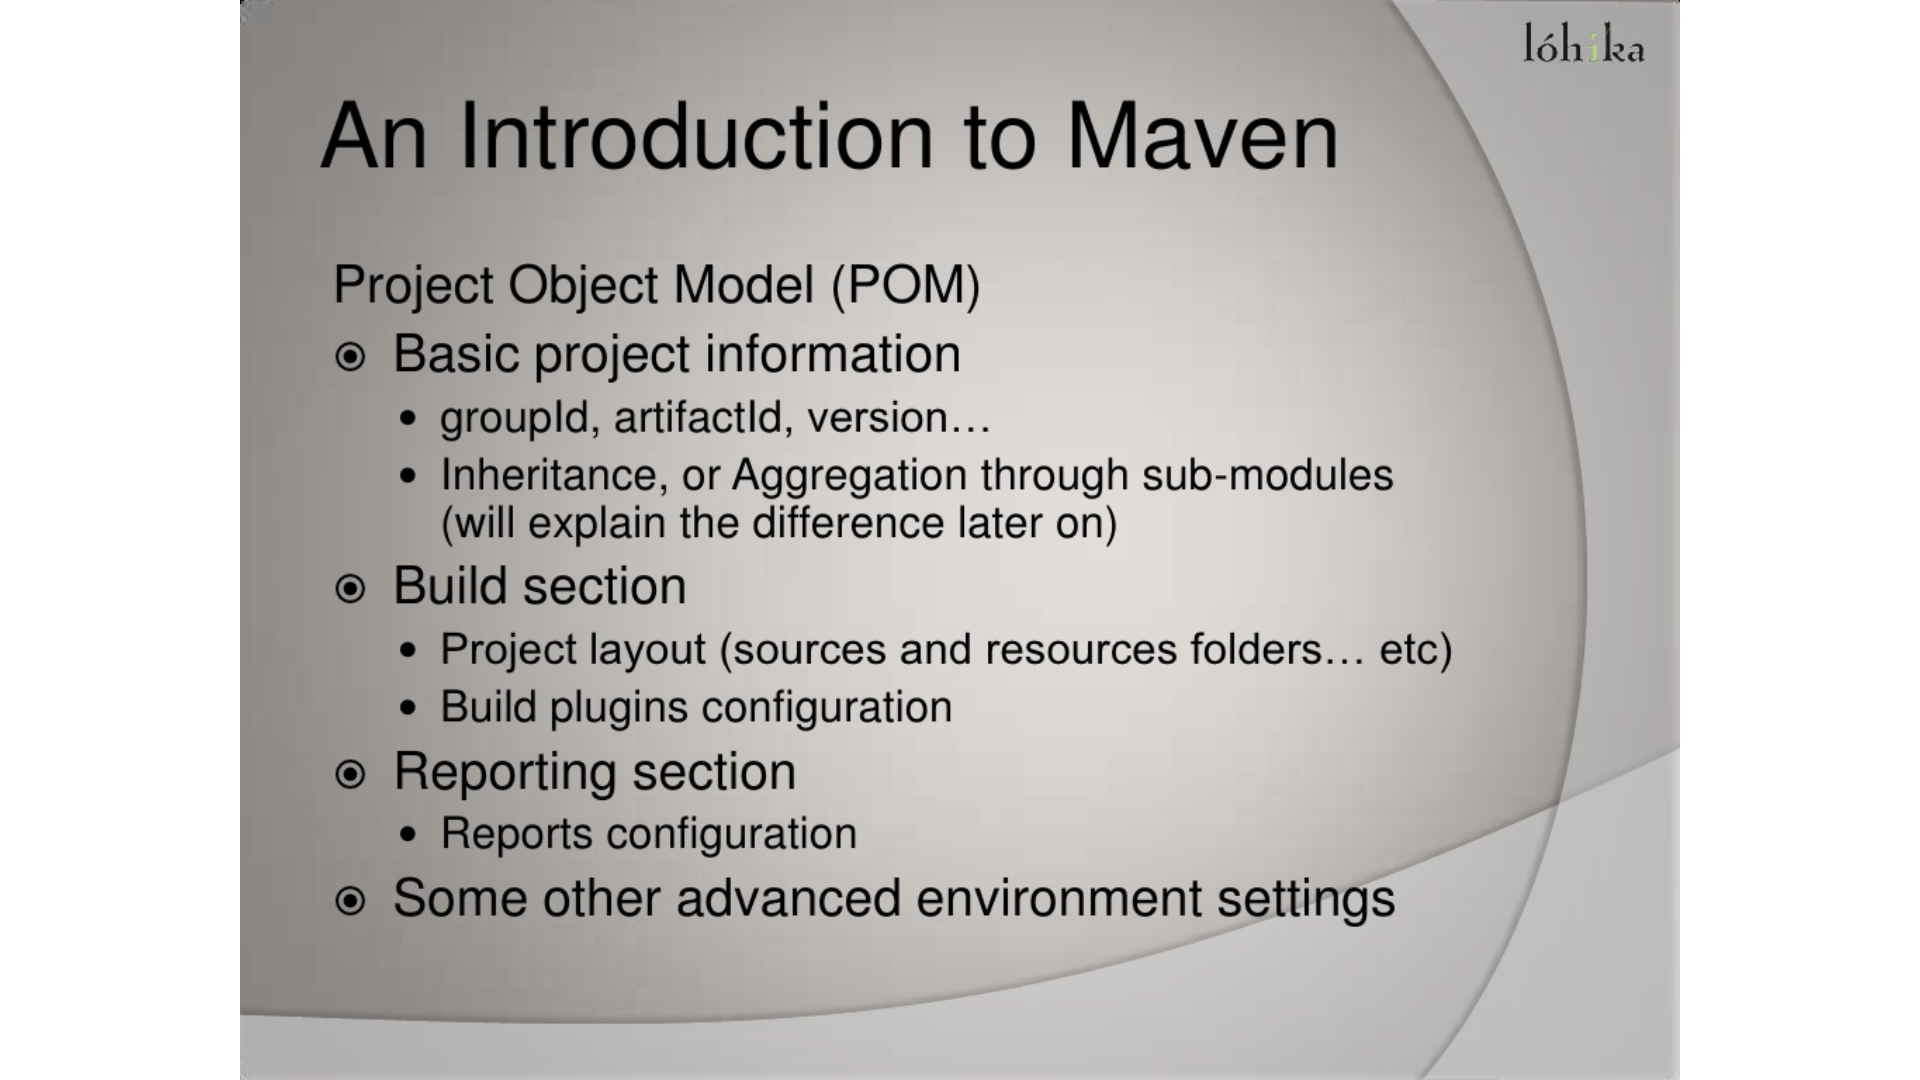 lóhika
An Introduction to Maven
Project Object Model (POM)
Basic project information
groupId, artifactId, version…
Inheritance, or Aggregation through sub-modules
(will explain the difference later on)
Build section
Project layout (sources and resources folders… etc)
Build plugins configuration
Reporting section
Reports configuration
Some other advanced environment settings